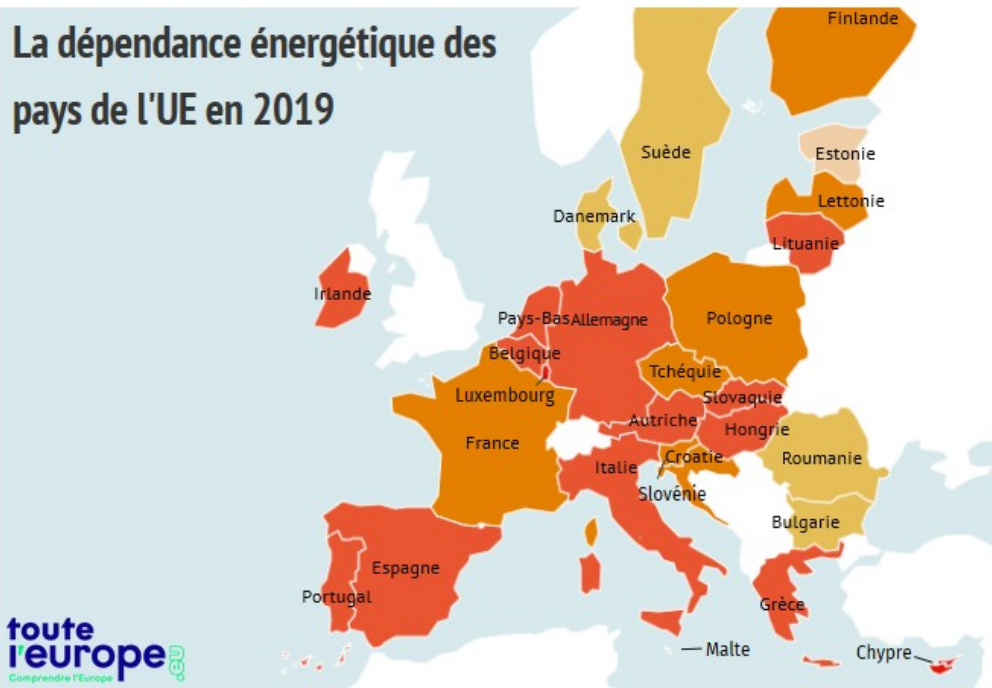 La dépendance énergétique des
pays de l'UE en 2019
Finlande
Suède
Estonie
Lettonie
Danemark
Lituanie
Irlande
Pays-Bas
Allemagne
Pologne
Belgique
Tchéquie
Luxembourg
Slovaquie
Autriche
Hongrie
France
Croatie
Roumanie
Italie
Slovénie
Bulgarie
Espagne
Portugal
Grèce
Malte
Chypre
toute
l'europe.eu
Comprendre l'Europe